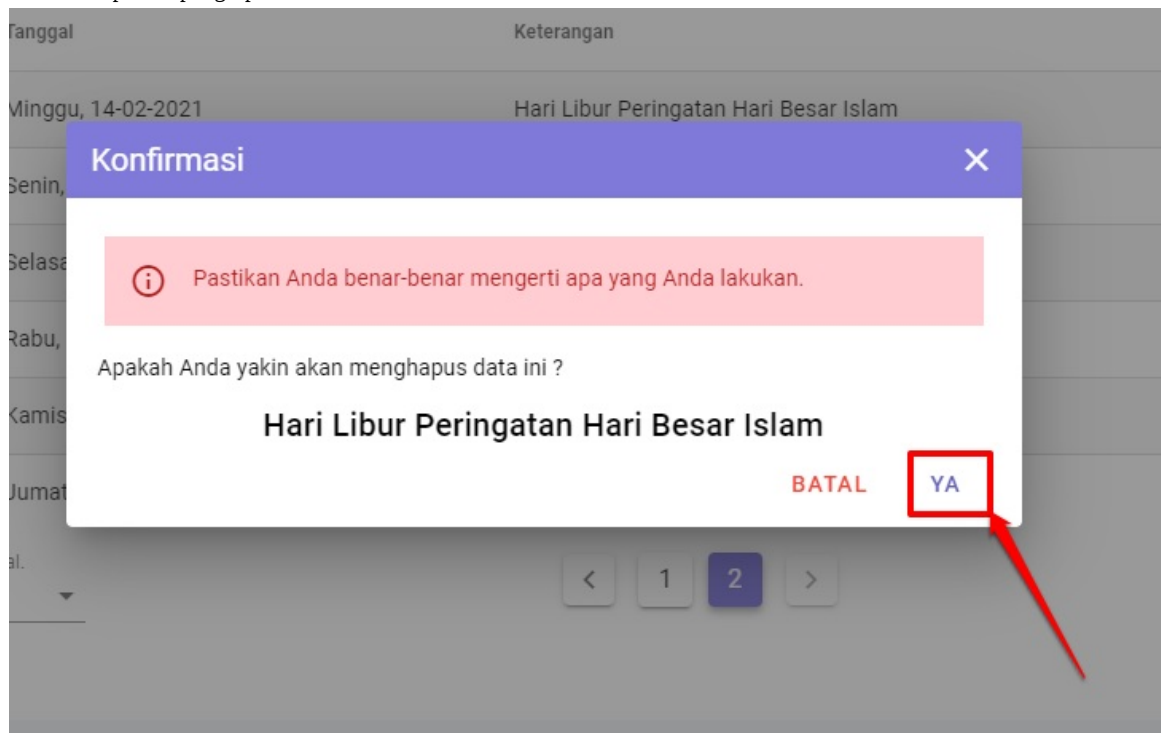 Tanggal Keterangan
Minggu, 14-02-2021 Hari Libur Peringatan Hari Besar Islam
Konfirmasi
Senin,
Pastikan Anda benar-benar mengerti apa yang Anda lakukan.
Rabu,
Apakah Anda yakin akan menghapus data ini ?
Kamis
Hari Libur Peringatan Hari Besar Islam
BATAL YA
Jumat
1 2